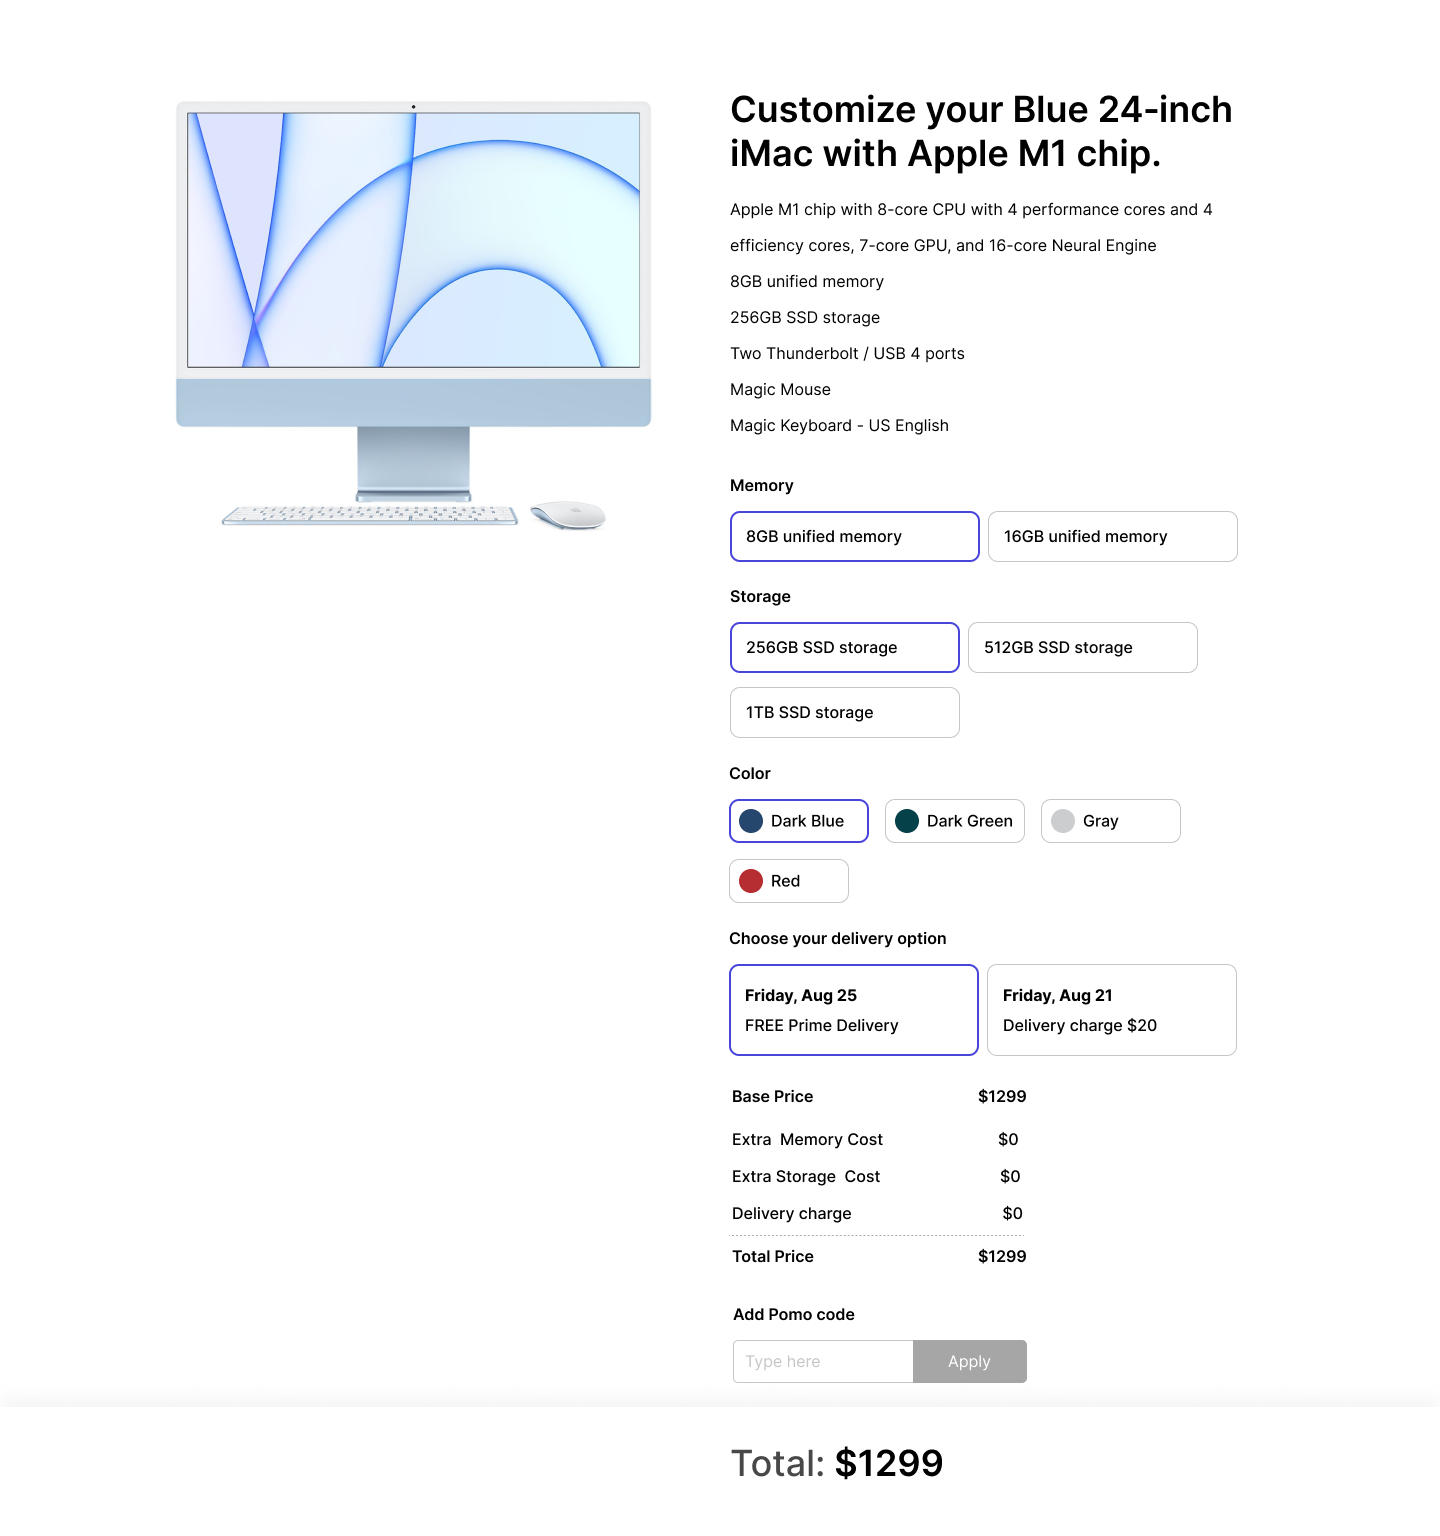 Customize your Blue 24-inch
iMac with Apple M1 chip.
Apple M1 chip with 8-core CPU with 4 performance cores and 4
efficiency cores, 7-core GPU, and 16-core Neural Engine
8GB unified memory
256GB SSD storage
Two Thunderbolt / USB 4 ports
Magic Mouse
Magic Keyboard - US English
Memory
8GB unified memory
16GB unified memory
Storage
256GB SSD storage
512GB SSD storage
1TB SSD storage
Color
Dark Blue
Dark Green
Gray
Red
Choose your delivery option
Friday, Aug 25
FREE Prime Delivery
Friday, Aug 21
Delivery charge $20
Base Price $1299
Extra  Memory Cost $0
Extra Storage  Cost $0
Delivery charge $0
Total Price $1299
Add Pomo code
Type here
Apply
Total: $1299